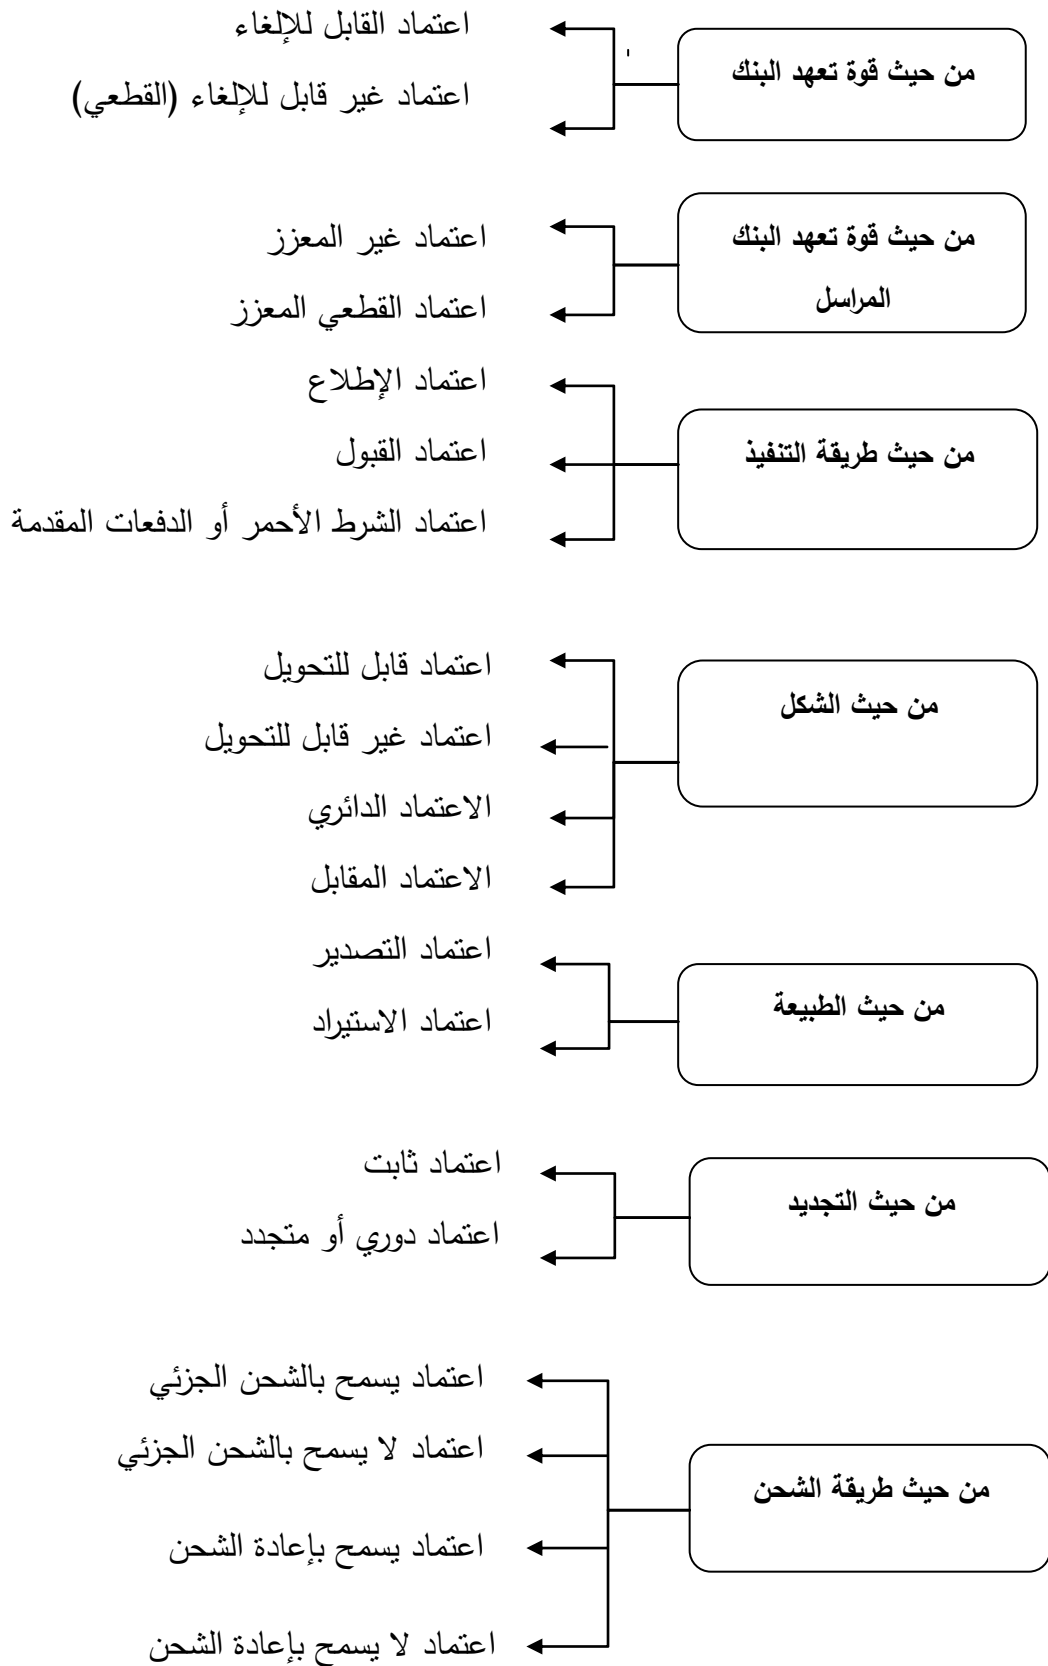 من حيث قوة تعهد البنك
اعتماد القابل للإلغاء
اعتماد غير قابل للإلغاء (القطعي)
من حيث قوة تعهد البنك
المراسل
اعتماد غير المعزز
اعتماد القطعي المعزز
من حيث طريقة التنفيذ
اعتماد الإطلاع
اعتماد القبول
اعتماد الشرط الأحمر أو الدفعات المقدمة
من حيث الشكل
اعتماد قابل للتحويل
اعتماد غير قابل للتحويل
الاعتماد الدائري
الاعتماد المقابل
من حيث الطبيعة
اعتماد التصدير
اعتماد الاستيراد
من حيث التجديد
اعتماد ثابت
اعتماد دوري أو متجدد
من حيث طريقة الشحن
اعتماد يسمح بالشحن الجزئي
اعتماد لا يسمح بالشحن الجزئي
اعتماد يسمح بإعادة الشحن
اعتماد لا يسمح بإعادة الشحن